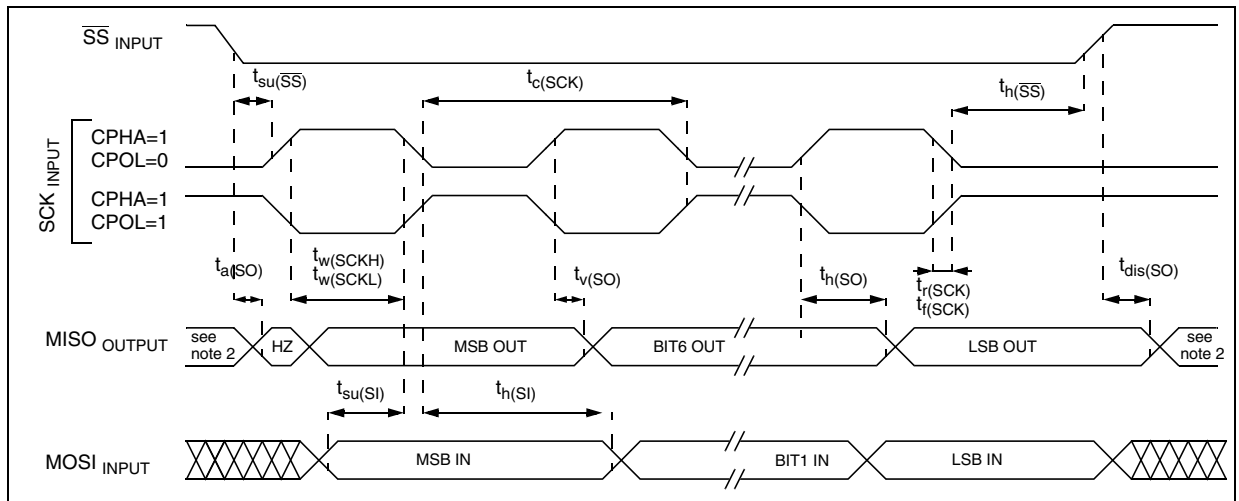 SS INPUT
tsu(SS)
tc(SCK)
th(SS)
SCK INPUT
CPHA=1
CPOL=0
CPHA=1
CPOL=1
ta(SO)
tw(SCKH)
tw(SCKL)
tv(SO)
th(SO)
tr(SCK)
tf(SCK)
tdis(SO)
MISO OUTPUT
see
note 2
HZ
MSB OUT
BIT6 OUT
LSB OUT
see
note 2
tsu(SI)
th(SI)
MOSI INPUT
MSB IN
BIT1 IN
LSB IN